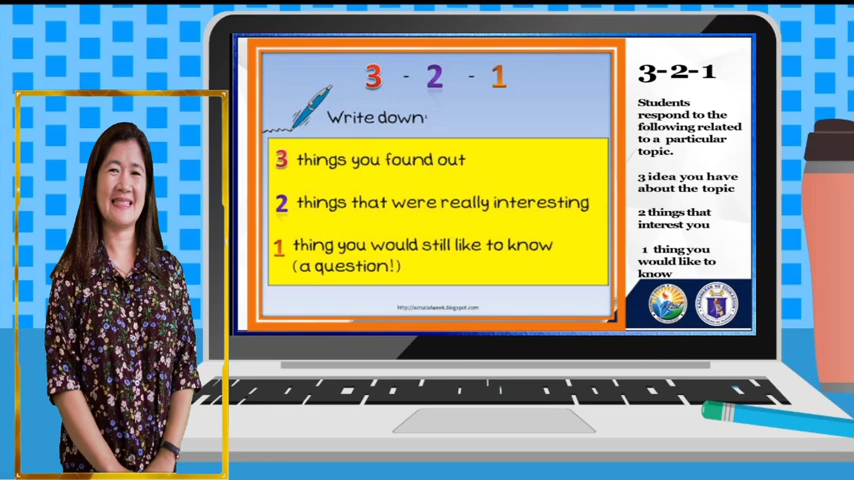 3 - 2 - 1
Write down:
3 things you found out
2 things that were really interesting
1 thing you would still like to know
(a question!)
3-2-1
Students
respond to the
following related
to a particular
topic.
3 idea you have
about the topic
2 things that
interest you
1 thing you
would like to
know